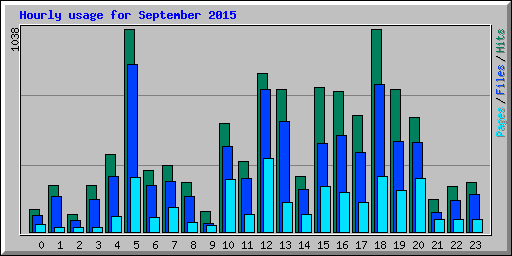 Hourly usage for September 2015
1038
Pages / Files / Hits
0 1 2 3 4 5 6 7 8 9 10 11 12 13 14 15 16 17 18 19 20 21 22 23